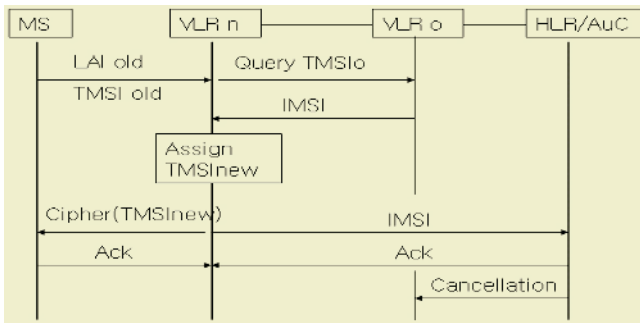 MS VLR n VLR o HLR/AuC
LAI old Query TMSIo
TMSI old
IMSI
Assign
TMSInew
Cipher(TMSInew) IMSI
Ack Ack
Cancellation